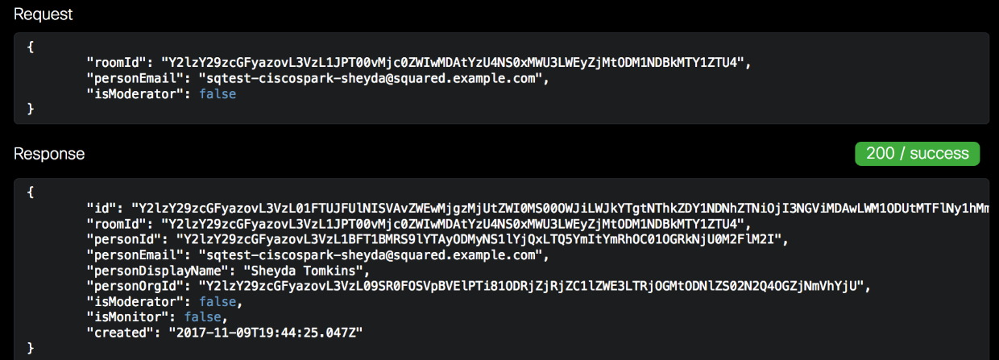 Request
{
"roomId": "Y2lzY29zcGFyazovL3VzL1JPT00vMjc0ZWIwMDAtYzU4NS0xMWU3LWEyZjMtODM1NDBkMTY1ZTU4",
"personEmail": "sqtest-ciscospark-sheyda@squared.example.com",
"isModerator": false
}
Response
200 / success
{
"id": "Y2lzY29zcGFyazovL3VzL01FTUJFUlNISVAvZWEwMjgzMjUtZWI0MS00OWJiLWJkYTgtNThkZDY1NDNhZTNiOjI3NGViMDAwLWM1ODUtMTFlNy1hMm
"roomId": "Y2lzY29zcGFyazovL3VzL1JPT00vMjc0ZWIwMDAtYzU4NS0xMWU3LWEyZjMtODM1NDBkMTY1ZTU4",
"personId": "Y2lzY29zcGFyazovL3VzL1BFT1BMRS9lYTAyODMyNS1lYjQxLTQ5YmItYmRhOC01OGRkNjU0M2FlM2I",
"personEmail": "sqtest-ciscospark-sheyda@squared.example.com",
"personDisplayName": "Sheyda Tomkins",
"personOrgId": "Y2lzY29zcGFyazovL3VzL09SR0FOSVpBVElPTi81ODRjZjRjZC1lZWE3LTRjOGMtODNlZS02N2Q4OGZjNmVhYjU",
"isModerator": false,
"isMonitor": false,
"created": "2017-11-09T19:44:25.047Z"
}